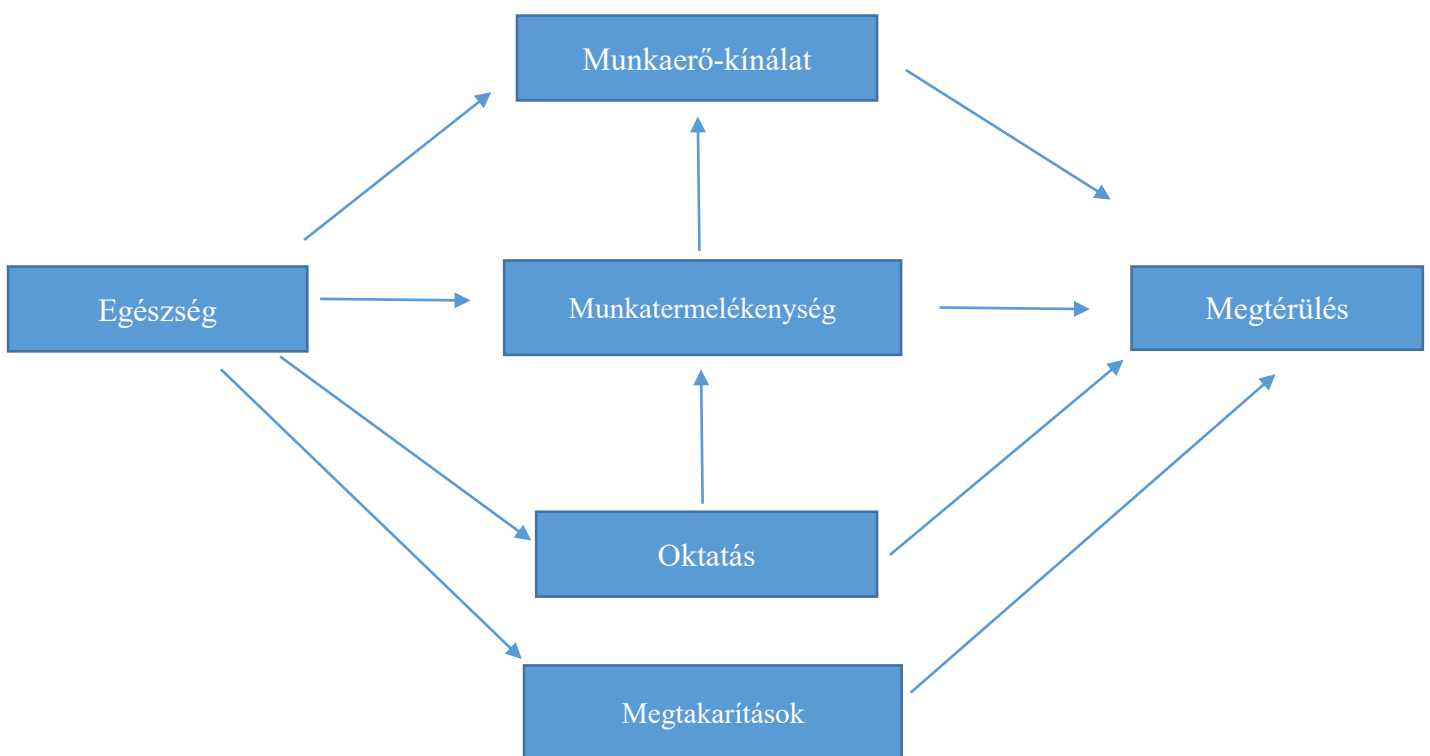 Munkaerő-kínálat
Egészség
Munkatermelékenység
Megtérülés
Oktatás
Megtakarítások